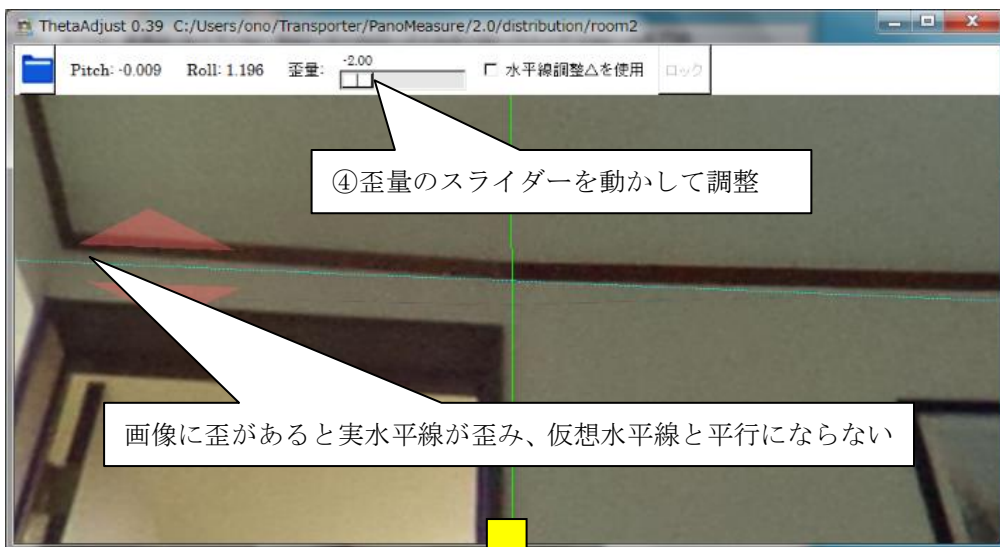 ThetaAdjust 0.39 C:/Users/ono/Transporter/PanoMeasure/2.0/distribution/room2
Pitch: -0.009 Roll: 1.196 歪量: -2.00 水平線調整△を使用 ロック
④歪量のスライダーを動かして調整
画像に歪があると実水平線が歪み、仮想水平線と平行にならない